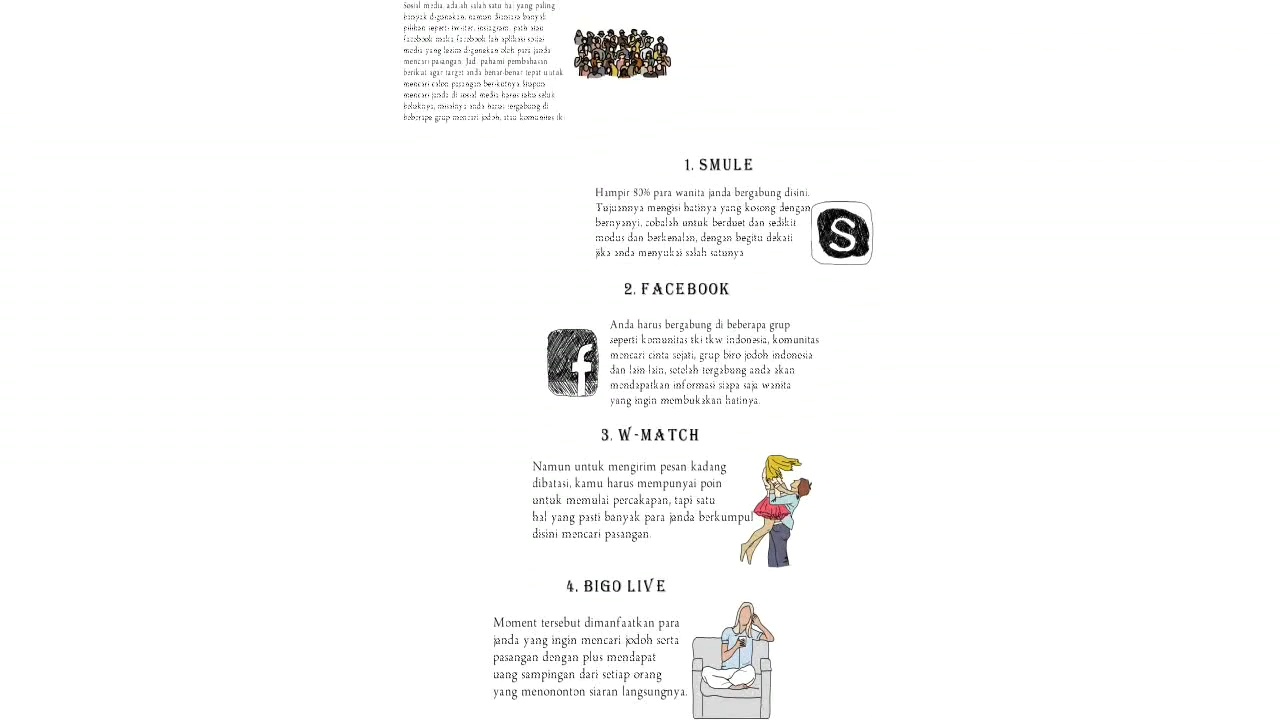 Sosial media, adalah salah satu hal yang paling
banyak digunakan, namun diantara banyak
pilihan seperti twitter, instagram, path atau
facebook maka facebook lah aplikasi sosial
media yang lazim digunakan oleh para janda
mencari pasangan. Jadi pahami pembahasan
berikut agar target anda benar-benar tepat untuk
mencari calon pasangan berikutnya. Siapun
mencari janda di sosial media harus tahu seluk
beluknya, misalnya anda harus tergabung di
beberapa grup mencari jodoh, atau komunitas tk
1. SMULE
Hampir 80% para wanita janda bergabung disini.
Tujuannya mengisi hatinya yang kosong dengan
bernyanyi, cobalah untuk berduet dan sedikit
modus dan berkenalan, dengan begitu dekati
jika anda menyukai salah satunya
S
2. FACEBOOK
f
Anda harus bergabung di beberapa grup
seperti komunitas tki tkw indonesia, komunitas
mencari cinta sejati, grup biro jodoh indonesia
dan lain lain, setelah tergabung anda akan
mendapatkan informasi siapa saja wanita
yang ingin membukakan hatinya.
3. W-MATCH
Namun untuk mengirim pesan kadang
dibatasi, kamu harus mempunyai poin
untuk memulai percakapan, tapi satu
hal yang pasti banyak para janda berkumpul
disini mencari pasangan.
4. BIGO LIVE
Moment tersebut dimanfaatkan para
janda yang ingin mencari jodoh serta
pasangan dengan plus mendapat
uang sampingan dari setiap orang
yang menononton siaran langsungnya.